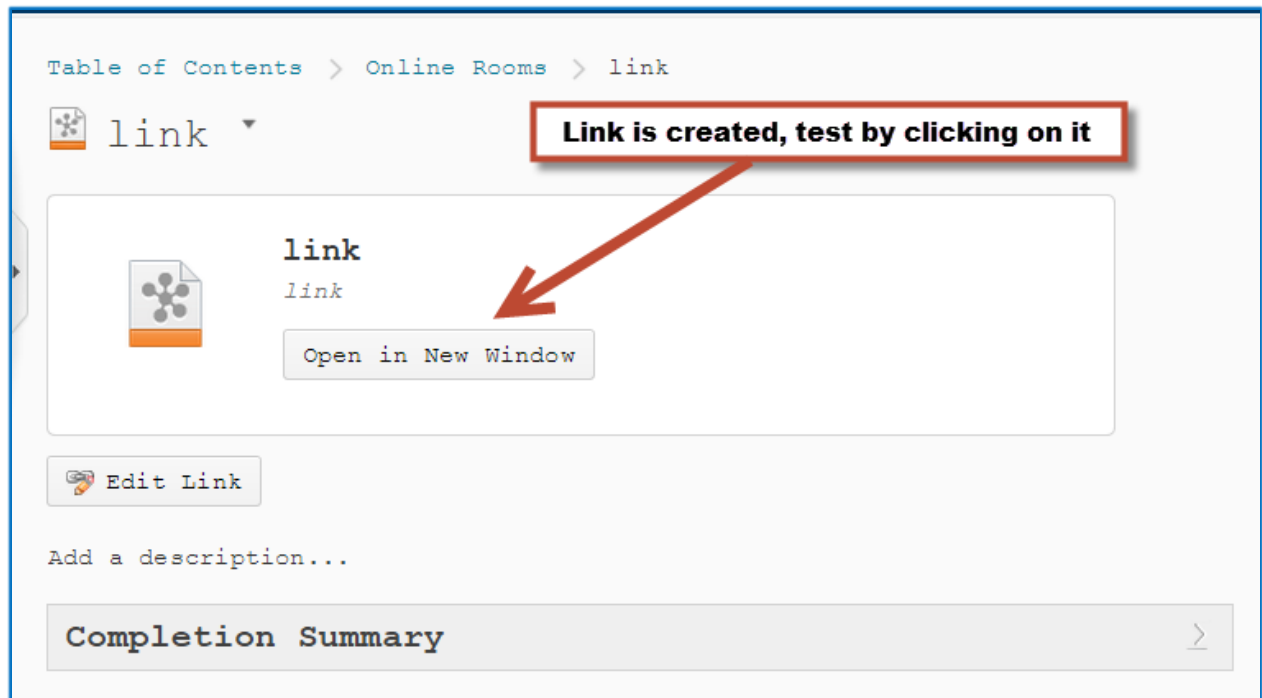 Table of Contents > Online Rooms > link
link
Link is created, test by clicking on it
link
link
Open in New Window
Edit Link
Add a description...
Completion Summary